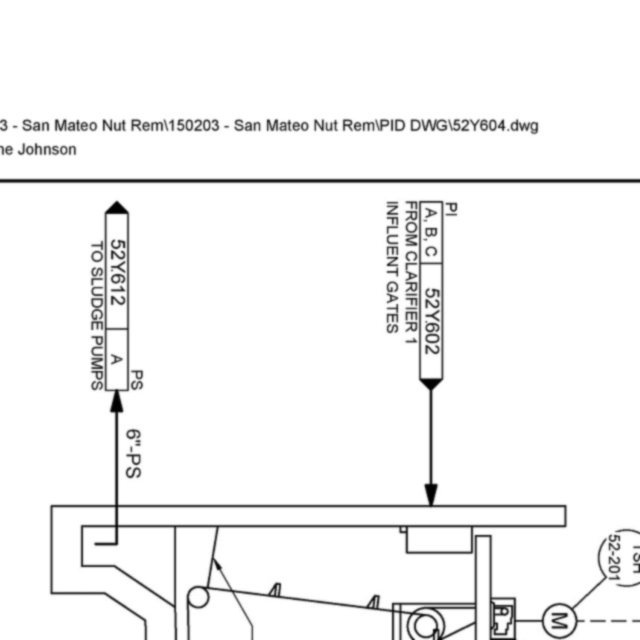 3 - San Mateo Nut Rem\150203 - San Mateo Nut Rem\PID DWG\52Y604.dwg
ne Johnson
52Y612
A
TO SLUDGE PUMPS
PS
6"-PS
PI
A, B, C
52Y602
FROM CLARIFIER 1
INFLUENT GATES
52-201
M